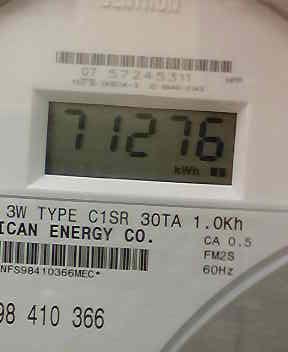 07 57245311
71276
kWh
3W TYPE C1SR 30TA 1.0Kh
ICAN ENERGY CO.
CA 0.5
FM2S
60Hz
NFS98410366MEC*
98 410 366